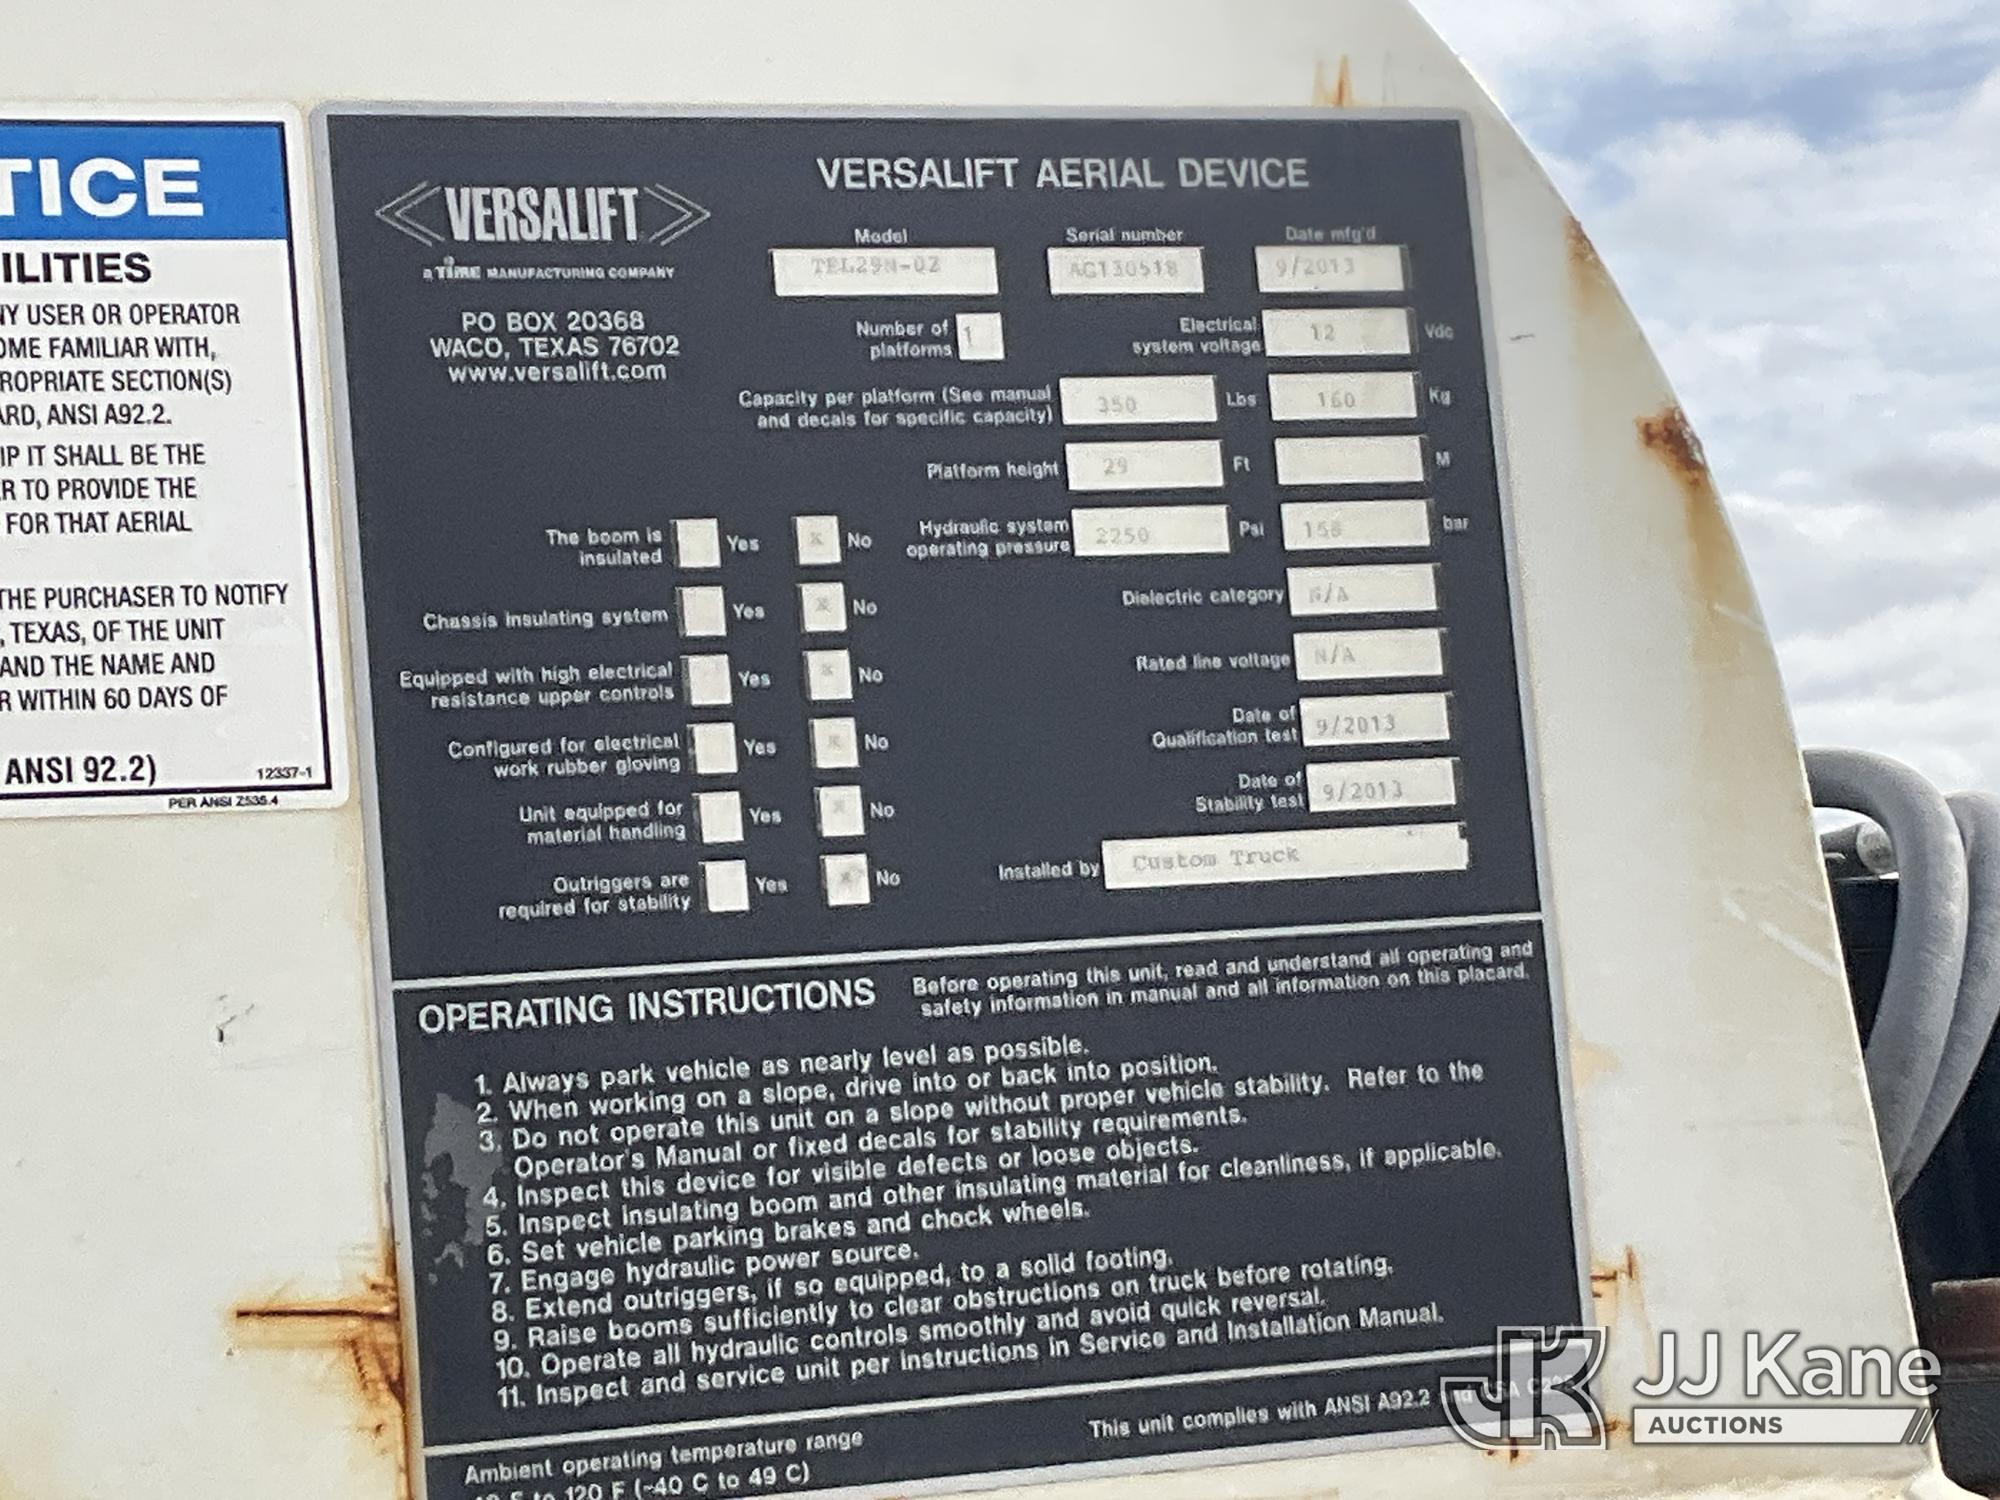 TICE
ILITIES
NY USER OR OPERATOR
OME FAMILIAR WITH,
ROPRIATE SECTION(S)
ARD, ANSI A92.2.
IP IT SHALL BE THE
R TO PROVIDE THE
FOR THAT AERIAL
THE PURCHASER TO NOTIFY
, TEXAS, OF THE UNIT
AND THE NAME AND
R WITHIN 60 DAYS OF
ANSI 92.2)
12337-1
PER ANSI Z535.4
VERSALIFT
a TIME MANUFACTURING COMPANY
PO BOX 20368
WACO, TEXAS 76702
www.versalift.com
VERSALIFT AERIAL DEVICE
Model Serial number Date mfg'd
TEL29N-02 AG130518 9/2013
Number of platforms 1
Electrical system voltage 12 Vdc
Capacity per platform (See manual
and decals for specific capacity) 350 Lbs 160 Kg
Platform height 29 Ft M
Hydraulic system
operating pressure 2250 Psi 158 bar
Dielectric category N/A
Rated line voltage N/A
Date of
Qualification test 9/2013
Date of
Stability test 9/2013
Installed by Custom Truck
The boom is
insulated Yes X No
Chassis insulating system Yes X No
Equipped with high electrical
resistance upper controls Yes X No
Configured for electrical
work rubber gloving Yes X No
Unit equipped for
material handling Yes X No
Outriggers are
required for stability Yes X No
OPERATING INSTRUCTIONS
Before operating this unit, read and understand all operating and
safety information in manual and all information on this placard.
1. Always park vehicle as nearly level as possible.
2. When working on a slope, drive into or back into position.
3. Do not operate this unit on a slope without proper vehicle stability. Refer to the
Operator's Manual or fixed decals for stability requirements.
4. Inspect this device for visible defects or loose objects.
5. Inspect insulating boom and other insulating material for cleanliness, if applicable.
6. Set vehicle parking brakes and chock wheels.
7. Engage hydraulic power source.
8. Extend outriggers, if so equipped, to a solid footing.
9. Raise booms sufficiently to clear obstructions on truck before rotating.
10. Operate all hydraulic controls smoothly and avoid quick reversal.
11. Inspect and service unit per instructions in Service and Installation Manual.
Ambient operating temperature range
to 120 F (-40 C to 49 C)
This unit complies with ANSI A92.2
JJ Kane
AUCTIONS